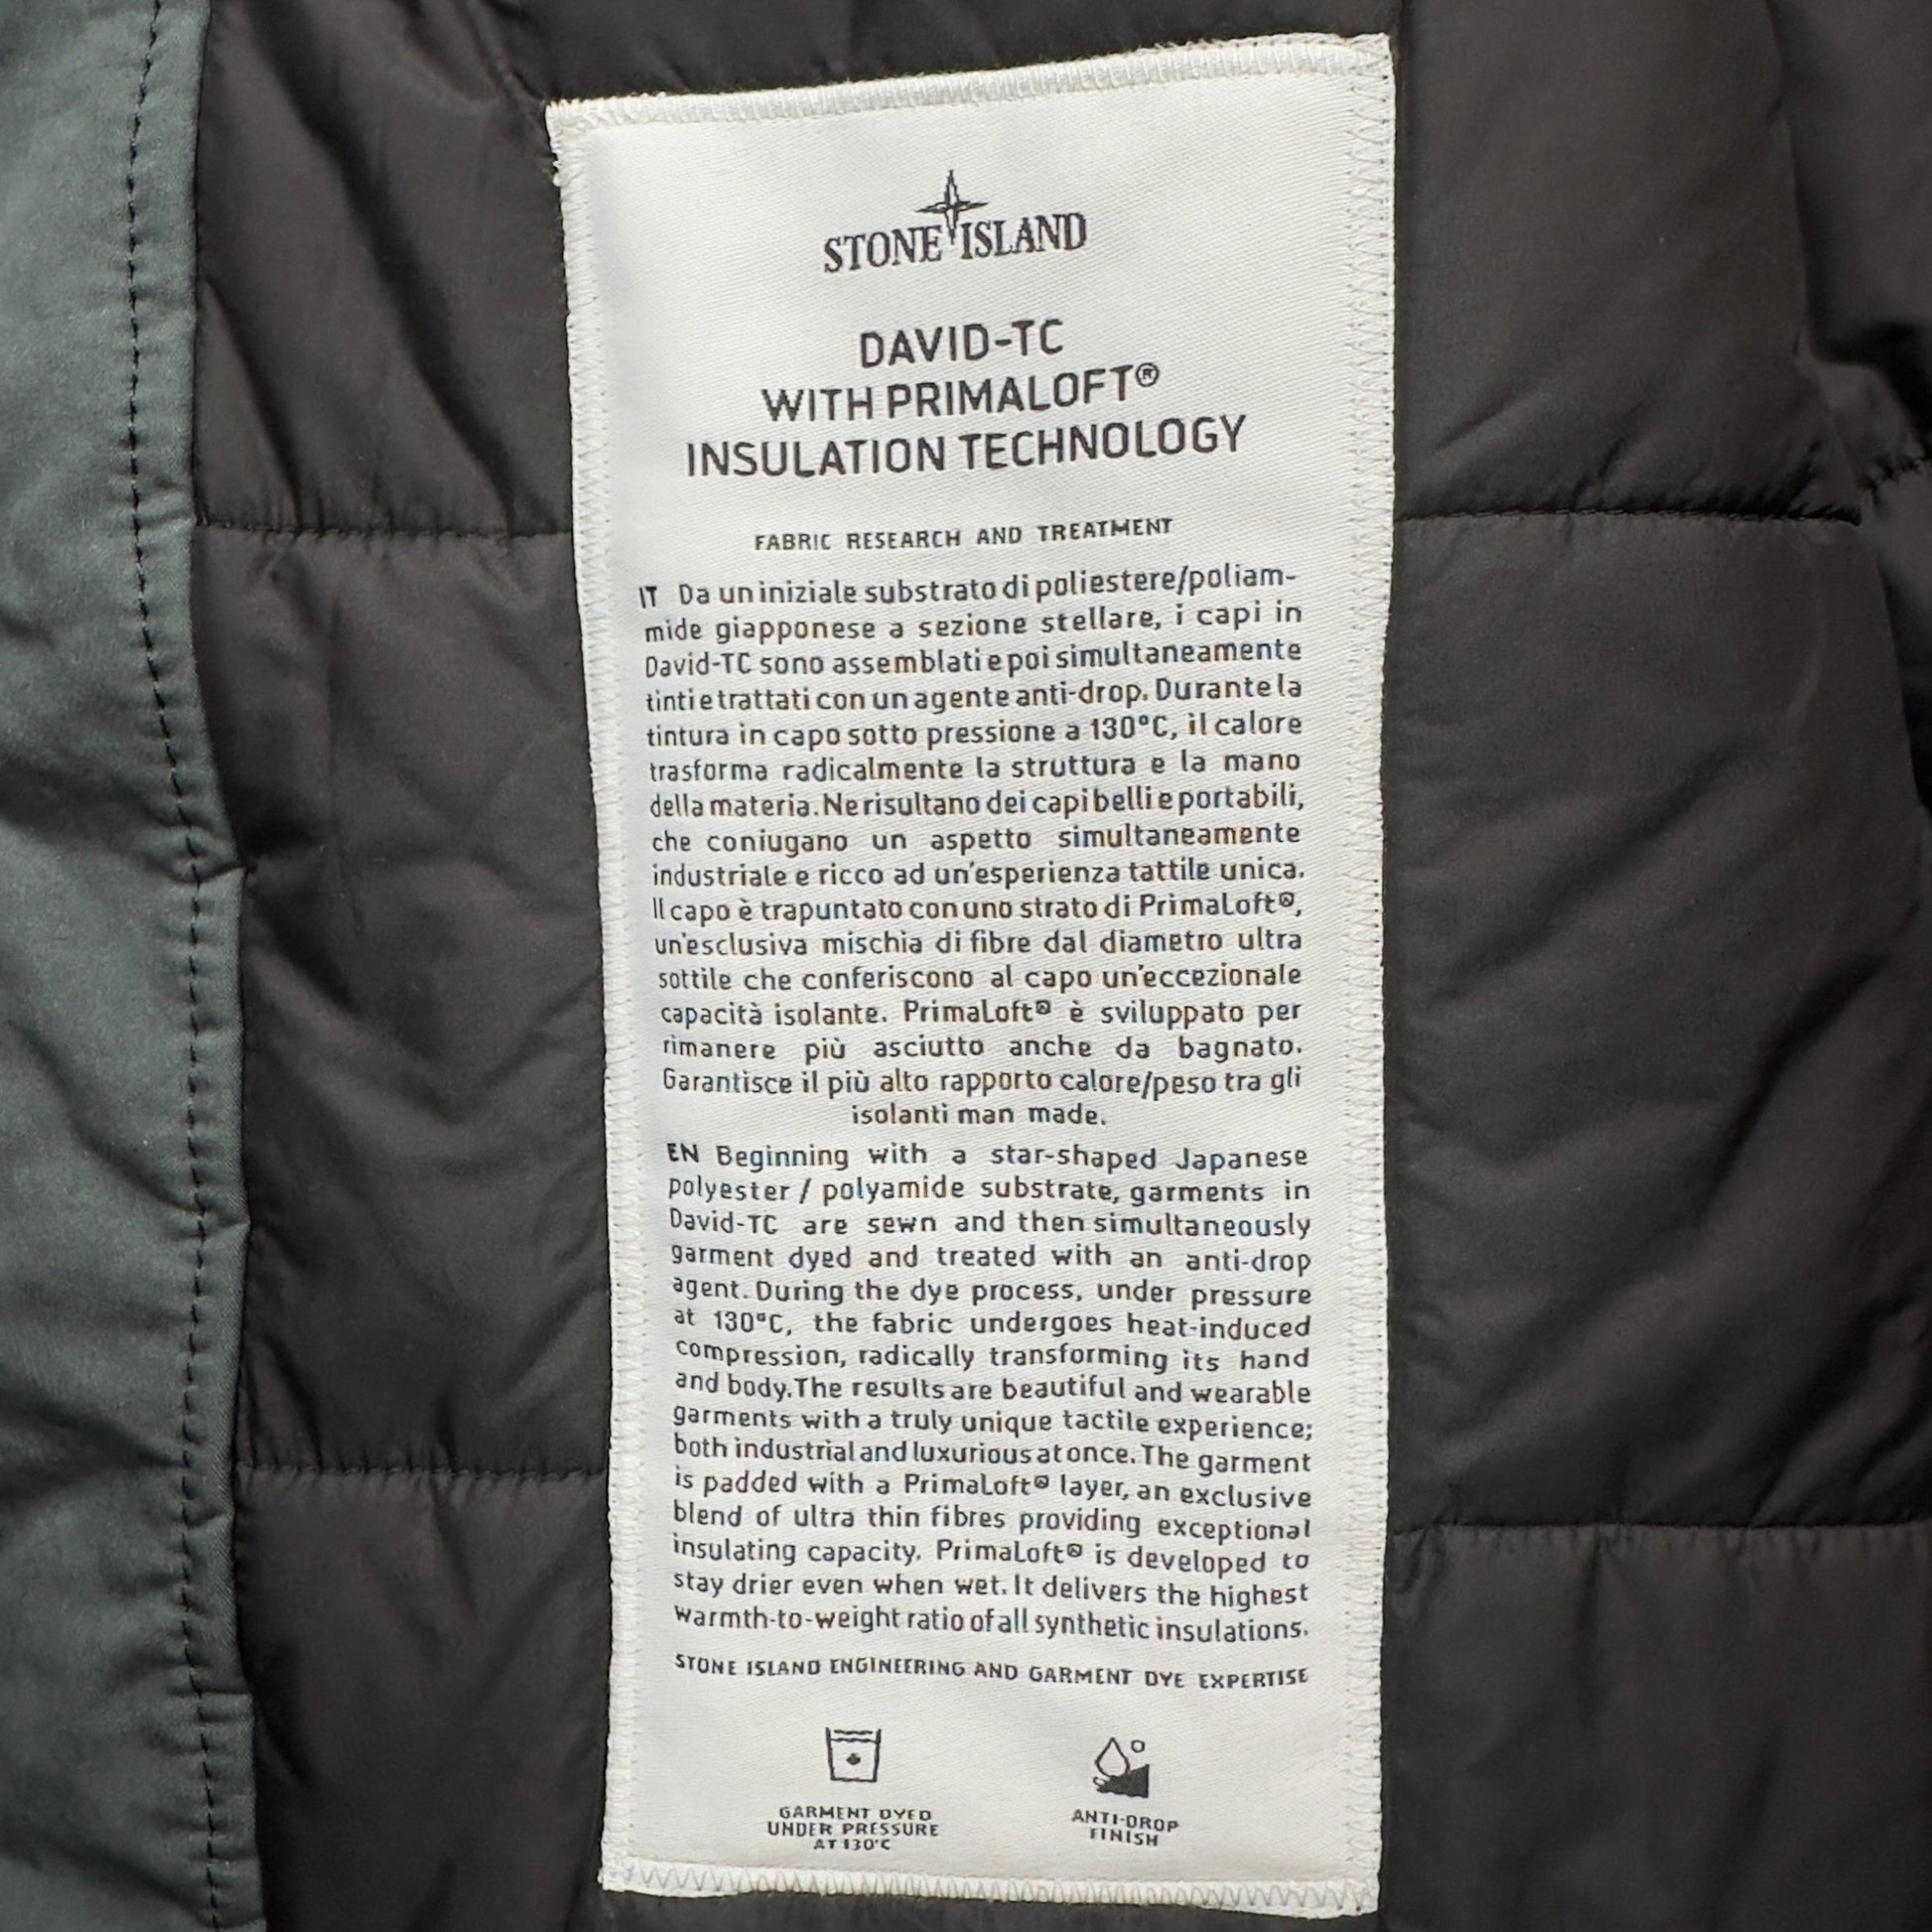 STONE ISLAND
DAVID-TC
WITH PRIMALOFT®
INSULATION TECHNOLOGY
FABRIC RESEARCH AND TREATMENT
IT Da un iniziale substrato di poliestere/poliam-
mide giapponese a sezione stellare, i capi in
David-TC sono assemblati e poi simultaneamente
tinti e trattati con un agente anti-drop. Durante la
tintura in capo sotto pressione a 130°C, il calore
trasforma radicalmente la struttura e la mano
della materia. Ne risultano dei capi belli e portabili,
che coniugano un aspetto simultaneamente
industriale e ricco ad un'esperienza tattile unica.
Il capo è trapuntato con uno strato di PrimaLoft®,
un'esclusiva mischia di fibre dal diametro ultra
sottile che conferiscono al capo un'eccezionale
capacità isolante. PrimaLoft® è sviluppato per
rimanere più asciutto anche da bagnato.
Garantisce il più alto rapporto calore/peso tra gli
isolanti man made.
EN Beginning with a star-shaped Japanese
polyester / polyamide substrate, garments in
David-TC are sewn and then simultaneously
garment dyed and treated with an anti-drop
agent. During the dye process, under pressure
at 130°C, the fabric undergoes heat-induced
compression, radically transforming its hand
and body. The results are beautiful and wearable
garments with a truly unique tactile experience;
both industrial and luxurious at once. The garment
is padded with a PrimaLoft® layer, an exclusive
blend of ultra thin fibres providing exceptional
insulating capacity. PrimaLoft® is developed to
stay drier even when wet. It delivers the highest
warmth-to-weight ratio of all synthetic insulations.
STONE ISLAND ENGINEERING AND GARMENT DYE EXPERTISE
GARMENT DYED
UNDER PRESSURE
AT 130°C
ANTI-DROP
FINISH